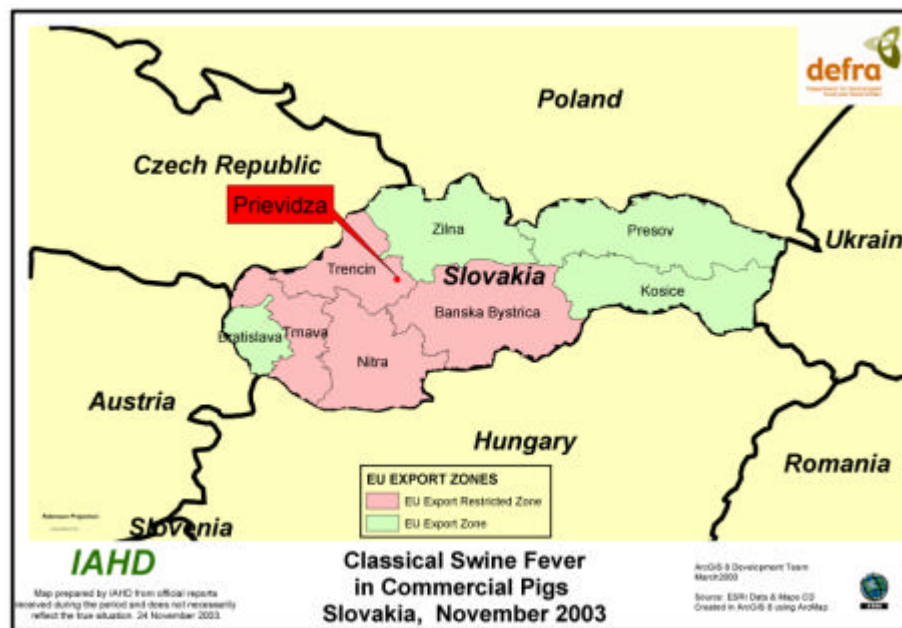 defra
Poland
Czech Republic
Prievidza
Zilna
Presov
Ukrain
Trencin
Slovakia
Kosice
Banska Bystrica
Bratislava
Trnava
Nitra
Austria
Hungary
Romania
Slovenia
EU EXPORT ZONES
EU Export Restricted Zone
EU Export Zone
Robinson Projection
IAHD
Map prepared by IAHD from official reports
received during the period and does not necessarily
reflect the true situation. 24 November 2003.
Classical Swine Fever
in Commercial Pigs
Slovakia, November 2003
ArcGIS 8 Development Team
March2003
Source: ESRI Data & Maps CD
Created in ArcGIS 8 using ArcMap